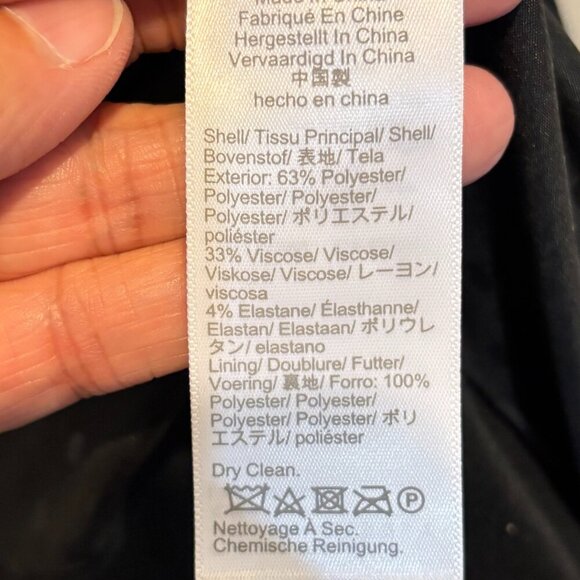 Made In China
Fabriqué En Chine
Hergestellt In China
Vervaardigd In China
中国製
hecho en china
Shell/ Tissu Principal/ Shell/
Bovenstof/ 表地/ Tela
Exterior: 63% Polyester/
Polyester/ Polyester/
Polyester/ ポリエステル/
poliéster
33% Viscose/ Viscose/
Viskose/ Viscose/ レーヨン/
viscosa
4% Elastane/ Élasthanne/
Elastan/ Elastaan/ ポリウレ
タン/ elastano
Lining/ Doublure/ Futter/
Voering/ 裏地/ Forro: 100%
Polyester/ Polyester/
Polyester/ Polyester/ ポリ
エステル/ poliéster
Dry Clean.
P
Nettoyage À Sec.
Chemische Reinigung.